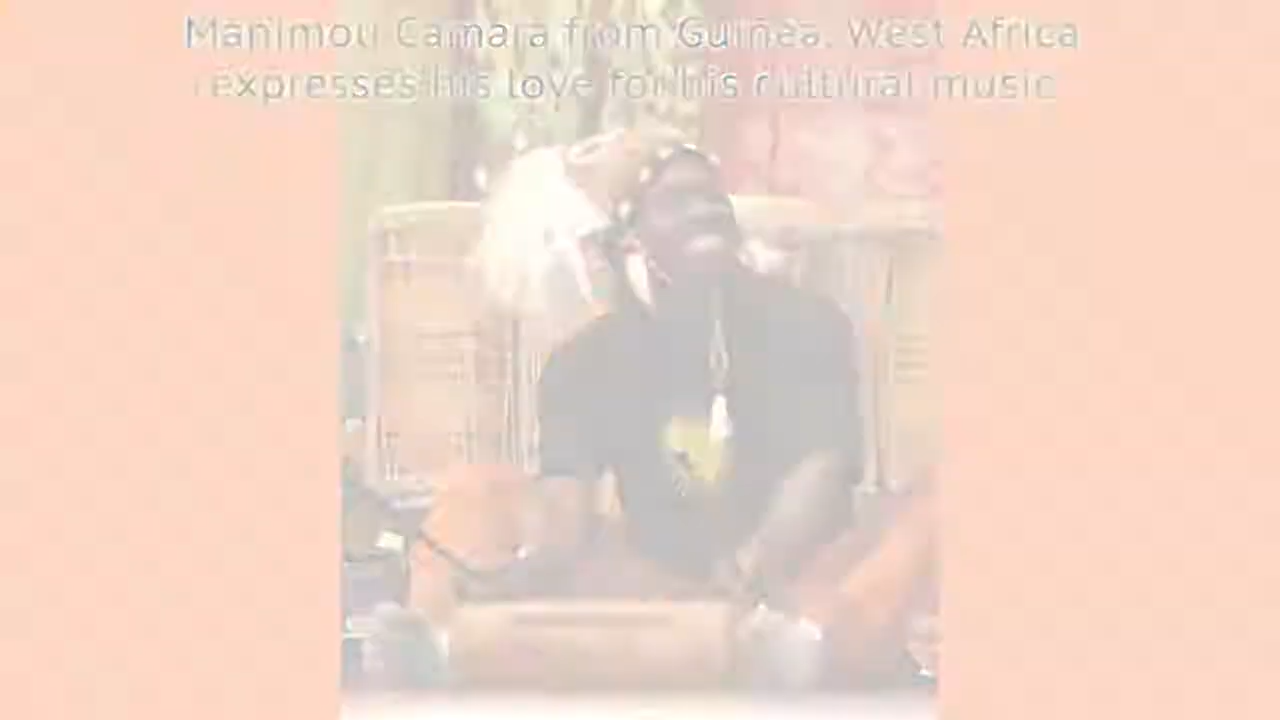 Manimou Camara from Guinea, West Africa
expresses his love for his cultural music